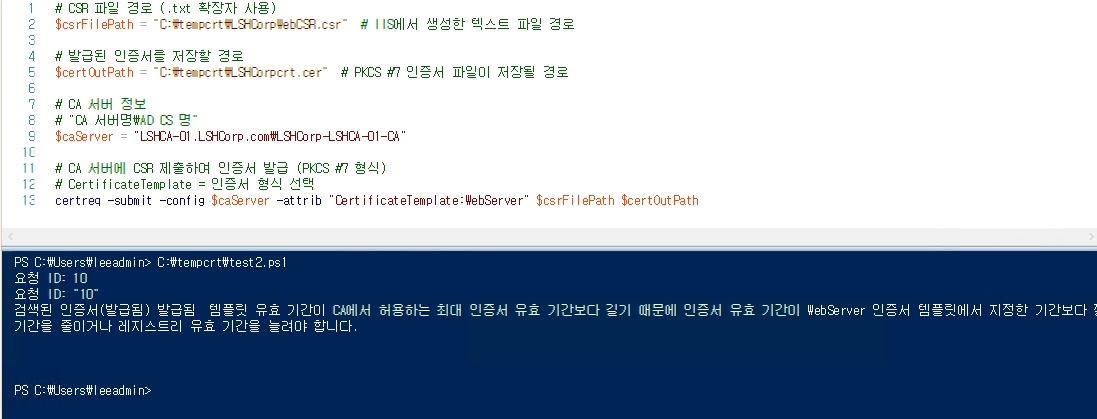 1 # CSR 파일 경로 (.txt 확장자 사용)
2 $csrFilePath = "C:₩tempcrt₩LSHCorpWebCSR.csr" # IIS에서 생성한 텍스트 파일 경로
3
4 # 발급된 인증서를 저장할 경로
5 $certOutPath = "C:₩tempcrt₩LSHCorpcrt.cer" # PKCS #7 인증서 파일이 저장될 경로
6
7 # CA 서버 정보
8 # "CA 서버명₩AD CS 명"
9 $caServer = "LSHCA-01.LSHCorp.com₩LSHCorp-LSHCA-01-CA"
10
11 # CA 서버에 CSR 제출하여 인증서 발급 (PKCS #7 형식)
12 # CertificateTemplate = 인증서 형식 선택
13 certreq -submit -config $caServer -attrib "CertificateTemplate:WebServer" $csrFilePath $certOutPath
PS C:₩Users₩leeadmin> C:₩tempcrt₩test2.ps1
요청 ID: 10
요청 ID: "10"
검색된 인증서(발급됨) 발급됨 템플릿 유효 기간이 CA에서 허용하는 최대 인증서 유효 기간보다 길기 때문에 인증서 유효 기간이 WebServer 인증서 템플릿에서 지정한 기간보다
기간을 줄이거나 레지스트리 유효 기간을 늘려야 합니다.
PS C:₩Users₩leeadmin>